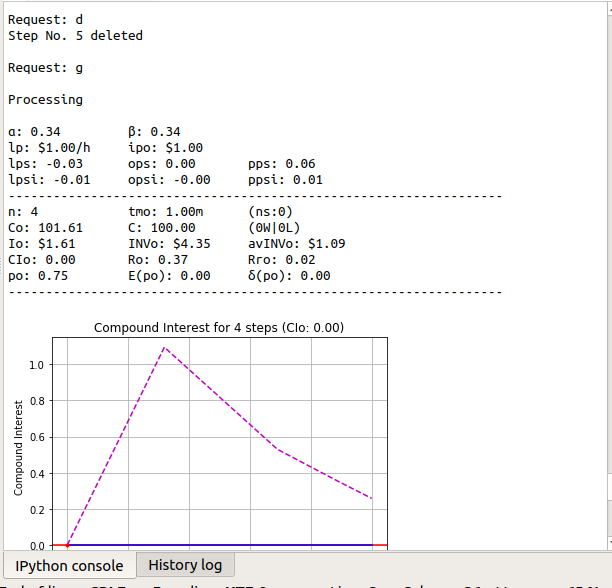 Request: d
Step No. 5 deleted
Request: g
Processing
α: 0.34 β: 0.34
lp: $1.00/h ipo: $1.00
lps: -0.03 ops: 0.00 pps: 0.06
lpsi: -0.01 opsi: -0.00 ppsi: 0.01
--------------------------------------------------------------------
n: 4 tmo: 1.00m (ns:0)
Co: 101.61 C: 100.00 (0W|0L)
Io: $1.61 INVo: $4.35 avINVo: $1.09
CIo: 0.00 Ro: 0.37 Rro: 0.02
po: 0.75 E(po): 0.00 δ(po): 0.00
--------------------------------------------------------------------
Compound Interest for 4 steps (CIo: 0.00)
1.0
0.8
0.6
0.4
0.2
0.0
Compound Interest
IPython console History log